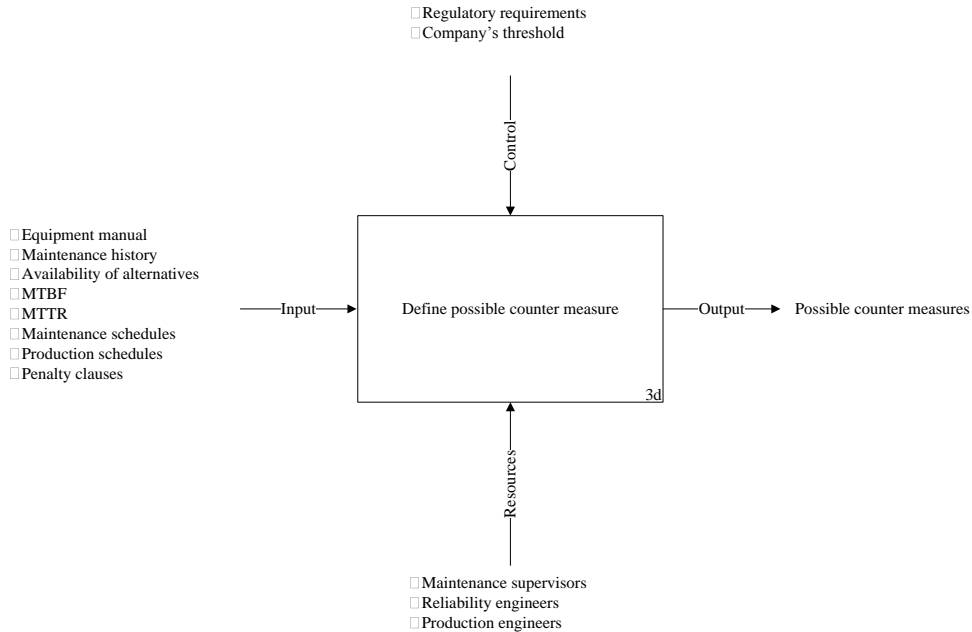 Regulatory requirements
Company’s threshold
Control
Equipment manual
Maintenance history
Availability of alternatives
MTBF
MTTR
Maintenance schedules
Production schedules
Penalty clauses
Input
Define possible counter measure
3d
Output
Possible counter measures
Resources
Maintenance supervisors
Reliability engineers
Production engineers